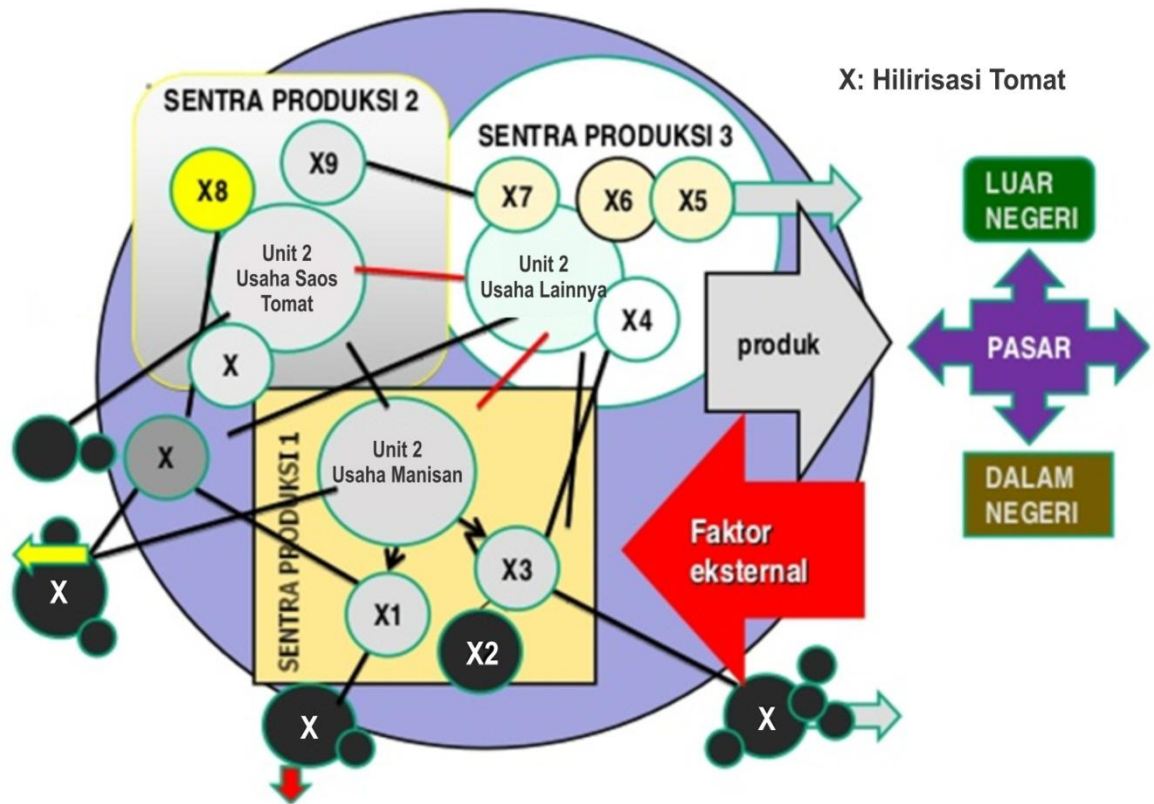 X: Hilirisasi Tomat
SENTRA PRODUKSI 2
SENTRA PRODUKSI 3
X9
X8
X7
X6
X5
LUAR
NEGERI
Unit 2
Usaha Saos
Tomat
Unit 2
Usaha Lainnya
X4
produk
PASAR
X
X
SENTRA PRODUKSI 1
Unit 2
Usaha Manisan
DALAM
NEGERI
Faktor
eksternal
X3
X
X1
X2
X
X